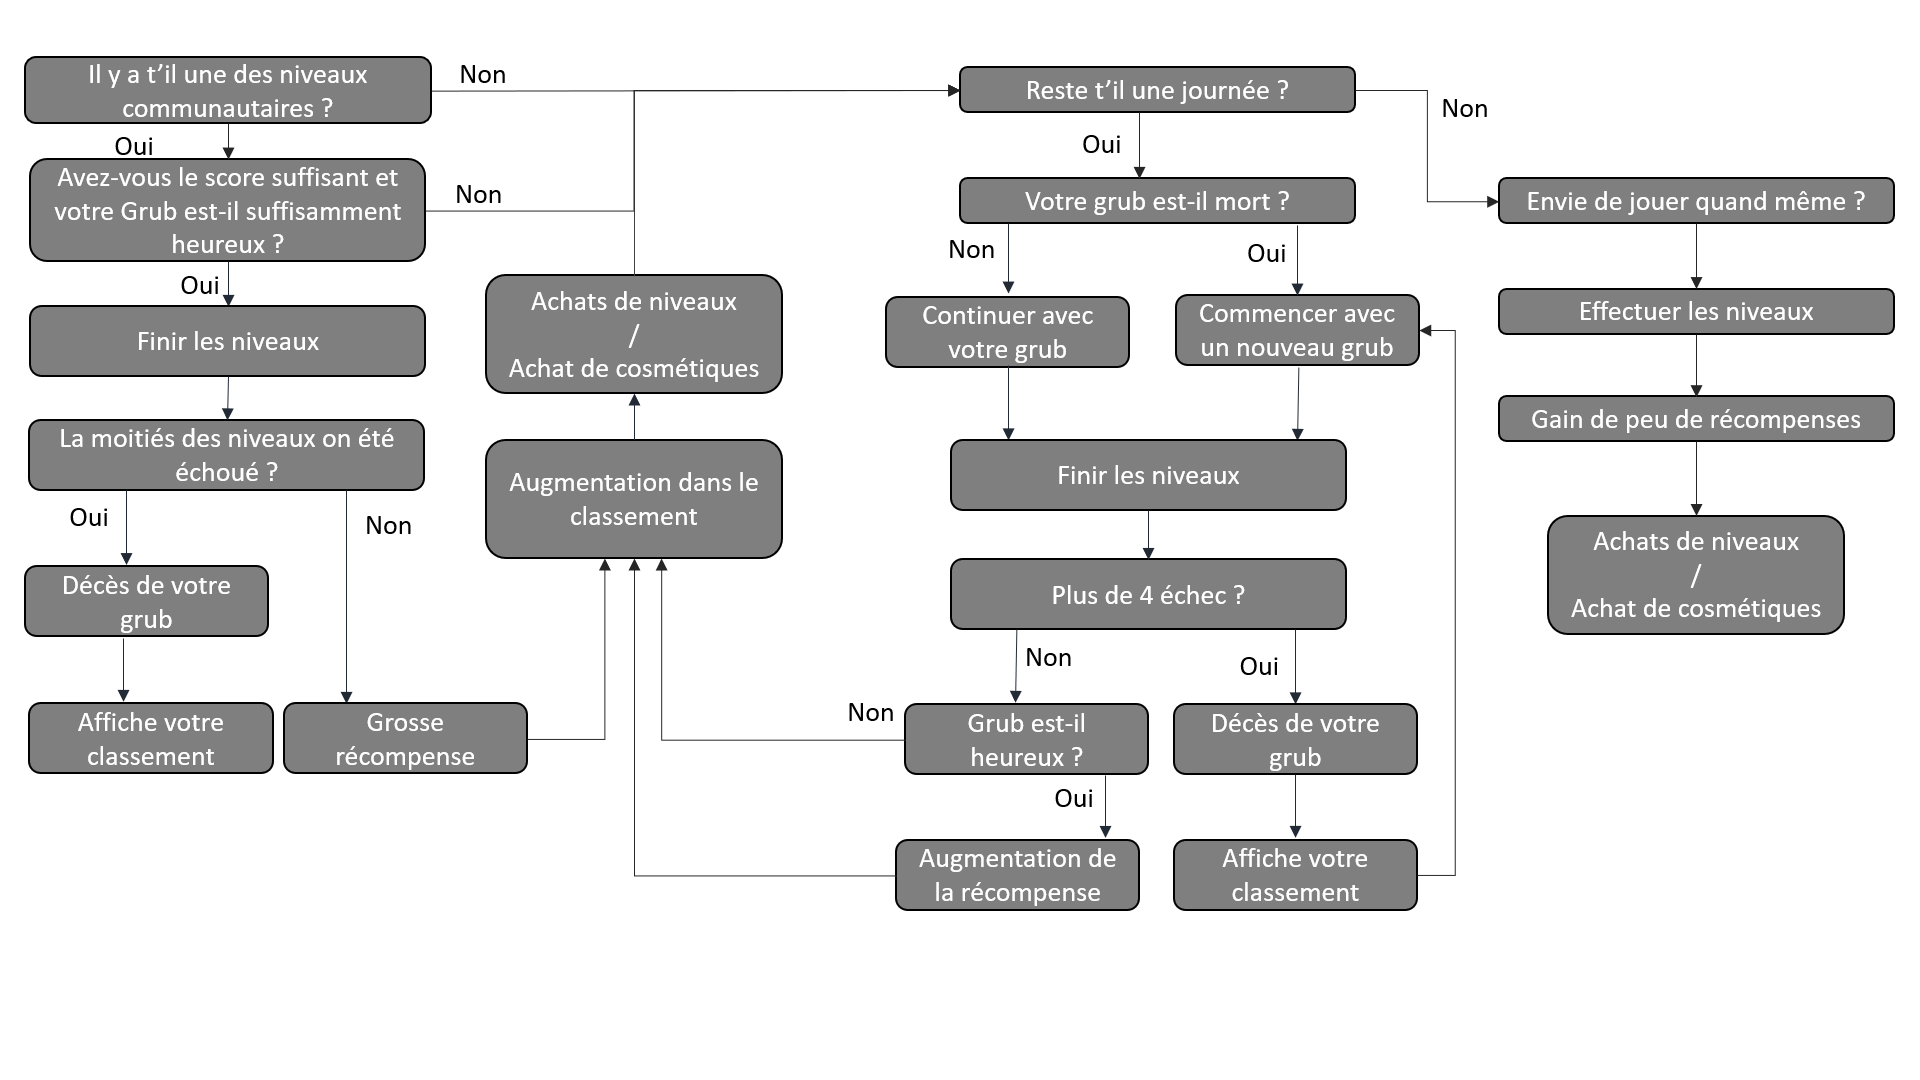 Il y a t’il une des niveaux
communautaires ?
Non
Oui
Avez-vous le score suffisant et
votre Grub est-il suffisamment
heureux ?
Non
Oui
Finir les niveaux
La moitiés des niveaux on été
échoué ?
Oui
Non
Décès de votre
grub
Affiche votre
classement
Grosse
récompense
Achats de niveaux
/
Achat de cosmétiques
Augmentation dans le
classement
Reste t’il une journée ?
Non
Oui
Votre grub est-il mort ?
Non
Oui
Continuer avec
votre grub
Commencer avec
un nouveau grub
Finir les niveaux
Plus de 4 échec ?
Non
Oui
Non
Grub est-il
heureux ?
Décès de votre
grub
Oui
Augmentation de
la récompense
Affiche votre
classement
Envie de jouer quand même ?
Effectuer les niveaux
Gain de peu de récompenses
Achats de niveaux
/
Achat de cosmétiques